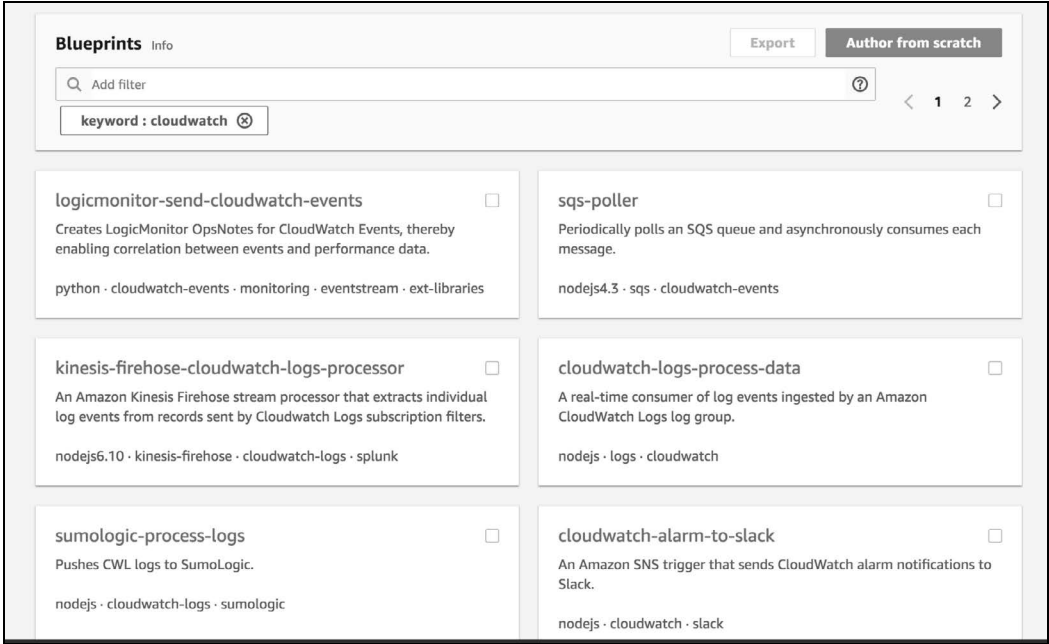 Blueprints Info
Export
Author from scratch
Add filter
keyword : cloudwatch
1 2
logicmonitor-send-cloudwatch-events
Creates LogicMonitor OpsNotes for CloudWatch Events, thereby
enabling correlation between events and performance data.
python · cloudwatch-events · monitoring · eventstream · ext-libraries
sqs-poller
Periodically polls an SQS queue and asynchronously consumes each
message.
nodejs4.3 · sqs · cloudwatch-events
kinesis-firehose-cloudwatch-logs-processor
An Amazon Kinesis Firehose stream processor that extracts individual
log events from records sent by Cloudwatch Logs subscription filters.
nodejs6.10 · kinesis-firehose · cloudwatch-logs · splunk
cloudwatch-logs-process-data
A real-time consumer of log events ingested by an Amazon
CloudWatch Logs log group.
nodejs · logs · cloudwatch
sumologic-process-logs
Pushes CWL logs to SumoLogic.
nodejs · cloudwatch-logs · sumologic
cloudwatch-alarm-to-slack
An Amazon SNS trigger that sends CloudWatch alarm notifications to
Slack.
nodejs · cloudwatch · slack